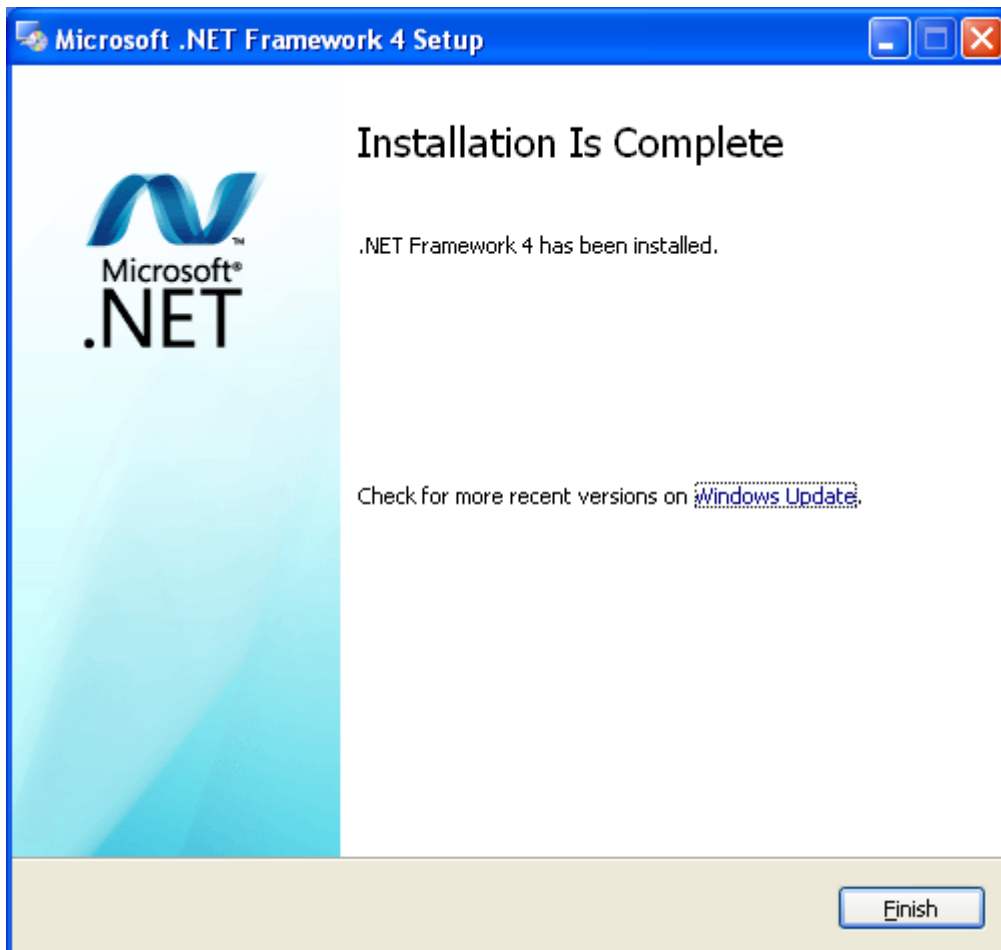 Microsoft .NET Framework 4 Setup
Installation Is Complete
.NET Framework 4 has been installed.
™
Microsoft®
.NET
Check for more recent versions on Windows Update.
Finish